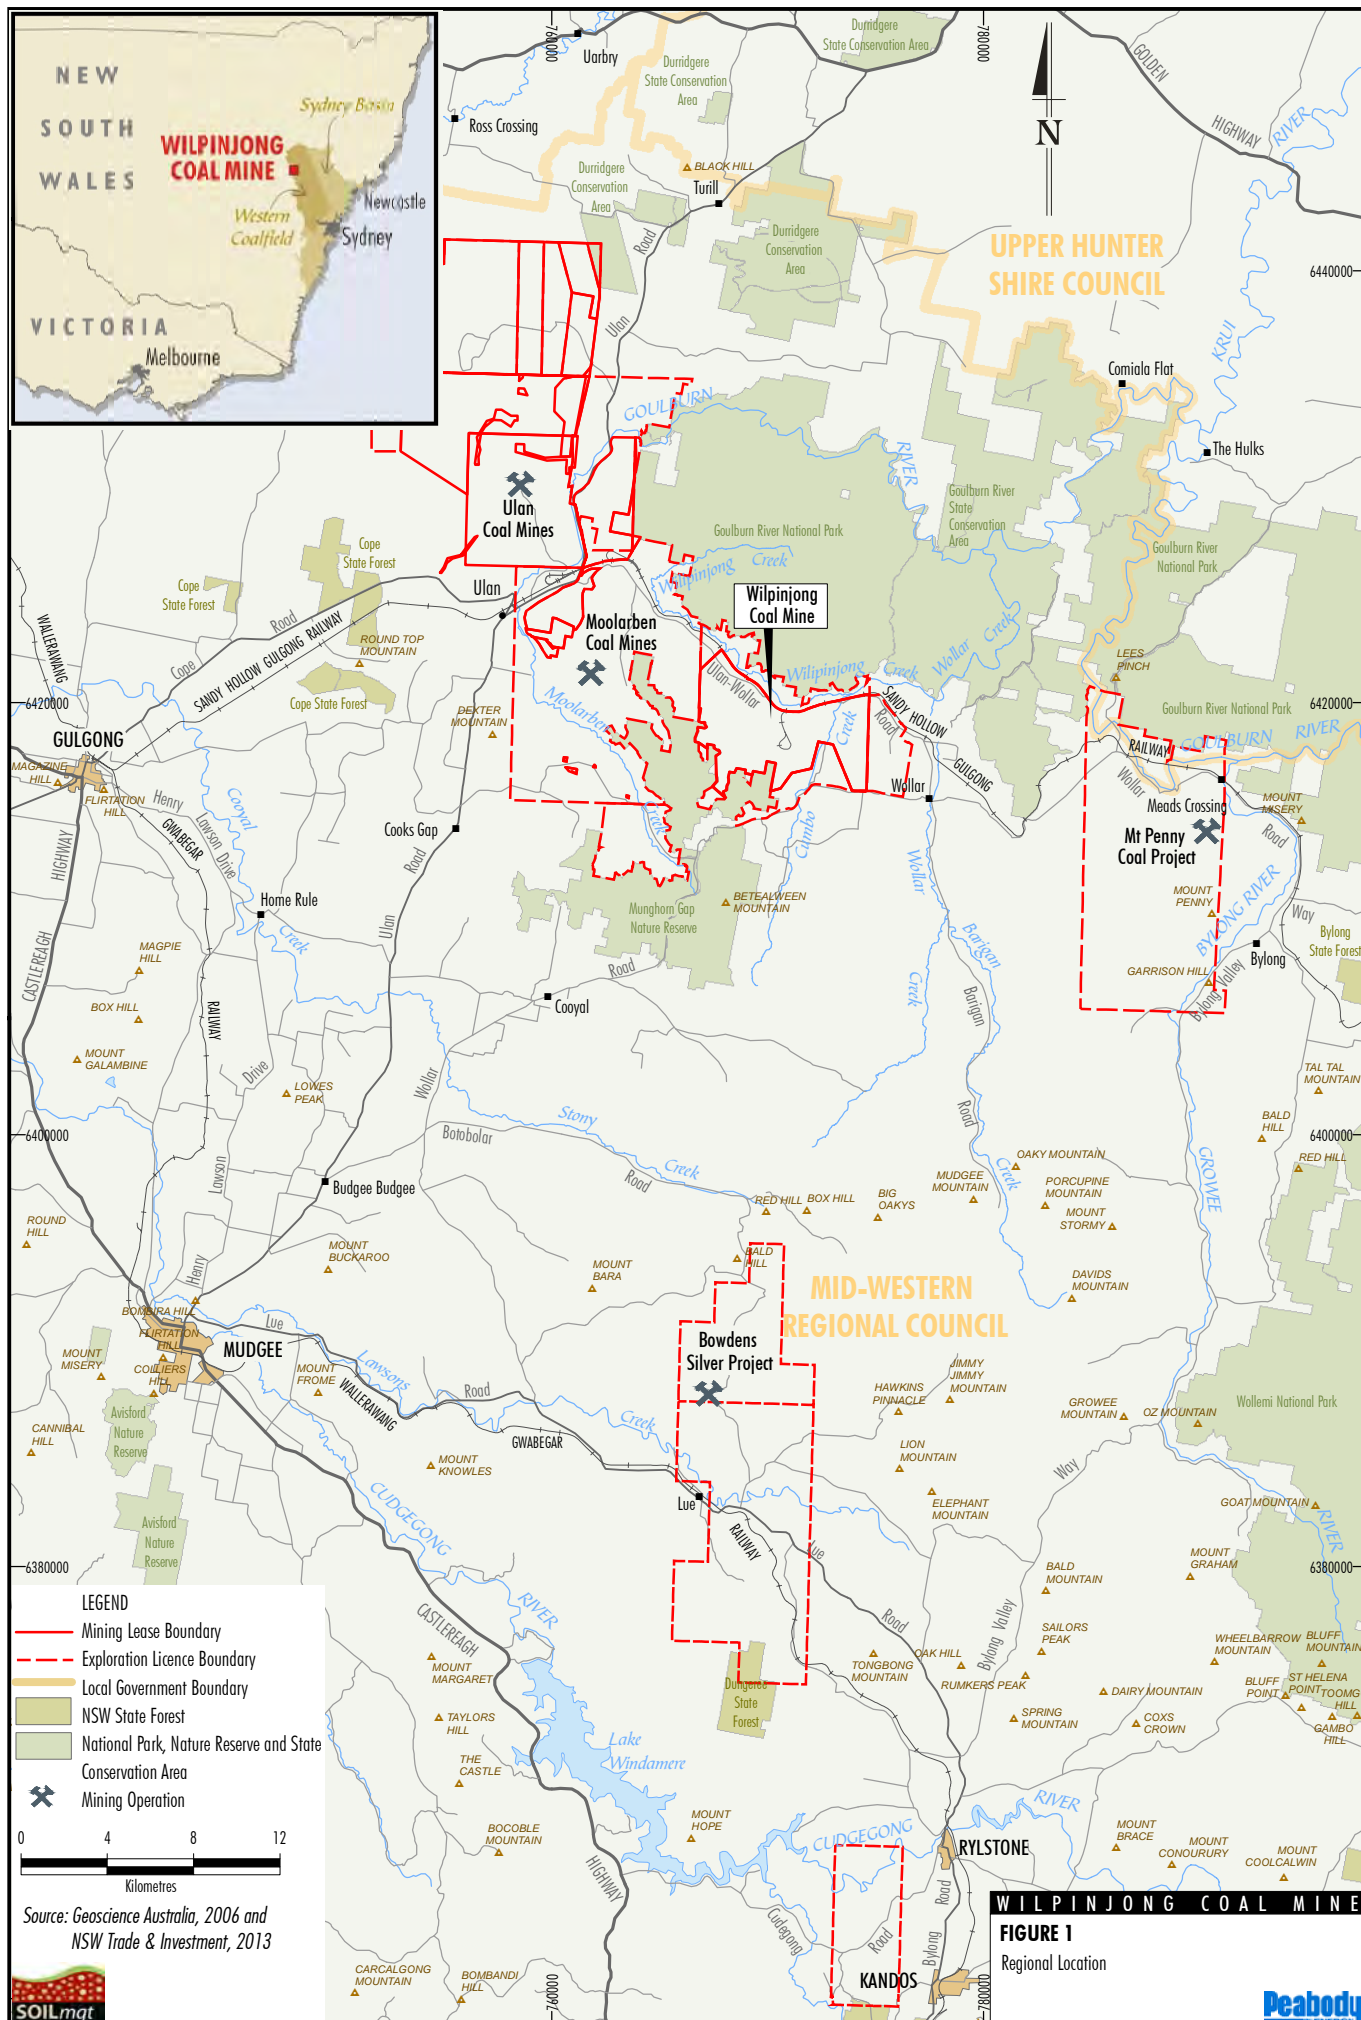 NEW
SOUTH
WALES
Sydney Basin
WILPINJONG
COAL MINE
Newcastle
Western
Coalfield
Sydney
VICTORIA
Melbourne
760000
780000
Uarbry
Durridgere
State Conservation Area
Durridgere
State Conservation
Area
GOLDEN
HIGHWAY
RIVER
Ross Crossing
N
BLACK HILL
Turill
Durridgere
Conservation
Area
Durridgere
Conservation
Area
Road
Ulan
UPPER HUNTER
SHIRE COUNCIL
6440000
KRUI
Comiala Flat
The Hulks
GOULBURN
RIVER
Ulan
Coal Mines
Goulburn River National Park
Goulburn River
State
Conservation
Area
Goulburn River
National Park
Cope
State Forest
Cope
State Forest
Wilpinjong
Creek
Wilpinjong
Coal Mine
Ulan
Moolarben
Coal Mines
WALLERAWANG
Cope
Road
SANDY HOLLOW GULGONG RAILWAY
ROUND TOP
MOUNTAIN
Cope State Forest
Moolarben
Creek
Ulan-Wollar
Road
Wilpinjong
Creek
Wollar
Creek
SANDY HOLLOW
GULGONG
RAILWAY
LEES
PINCH
Goulburn River National Park
GOULBURN
RIVER
6420000
6420000
GULGONG
MAGAZINE
HILL
FLIRTATION
HILL
DEXTER
MOUNTAIN
Wollar
Creek
Cumbo
Wollar
Road
Meads Crossing
MOUNT
MISERY
Mt Penny
Coal Project
Henry
Lawson Drive
GWABEGAR
RAILWAY
Cooyal
Creek
HIGHWAY
CASTLEREAGH
Cooks Gap
Road
Ulan
Home Rule
BETEALWEEN
MOUNTAIN
Munghorn Gap
Nature Reserve
Wollar
Creek
Barigan
Barigan
Road
Creek
MOUNT
PENNY
BYLONG RIVER
Way
Bylong
State Forest
GARRISON HILL
Bylong Valley
Bylong
MAGPIE
HILL
BOX HILL
MOUNT
GALAMBINE
Road
Cooyal
Wollar
Drive
LOWES
PEAK
TAL TAL
MOUNTAIN
BALD
HILL
RED HILL
6400000
6400000
Botobolar
Road
Stony
Creek
Lawson
Budgee Budgee
ROUND
HILL
MOUNT
BUCKAROO
Henry
MOUNT
BARA
RED HILL
BOX HILL
BIG
OAKYS
MUDGEE
MOUNTAIN
OAKY MOUNTAIN
PORCUPINE
MOUNTAIN
MOUNT
STORMY
GROWEE
RIVER
BALD
HILL
MID-WESTERN
REGIONAL COUNCIL
DAVIDS
MOUNTAIN
BOMBIRA HILL
FLIRTATION
HILL
MUDGEE
MOUNT
MISERY
COLLIERS
HILL
Lue
Road
Lawsons
Creek
MOUNT
FROME
WALLERAWANG
GWABEGAR
RAILWAY
Bowdens
Silver Project
HAWKINS
PINNACLE
JIMMY
JIMMY
MOUNTAIN
GROWEE
MOUNTAIN
OZ MOUNTAIN
Wollemi National Park
CANNIBAL
HILL
Avisford
Nature
Reserve
MOUNT
KNOWLES
LION
MOUNTAIN
Way
ELEPHANT
MOUNTAIN
GOAT MOUNTAIN
CUDGEGONG
RIVER
Avisford
Nature
Reserve
Lue
Lue
Road
6380000
6380000
BALD
MOUNTAIN
MOUNT
GRAHAM
CASTLEREAGH
HIGHWAY
Bylong Valley
SAILORS
PEAK
WHEELBARROW
MOUNTAIN
BLUFF
MOUNTAIN
MOUNT
MARGARET
TONGBONG
MOUNTAIN
OAK HILL
RUMKERS PEAK
BLUFF
POINT
ST HELENA
POINT
TOOMG
HILL
Dungeree
State
Forest
DAIRY MOUNTAIN
TAYLORS
HILL
SPRING
MOUNTAIN
COXS
CROWN
GAMBO
HILL
THE
CASTLE
Lake
Windamere
BOCOBLE
MOUNTAIN
MOUNT
HOPE
CUDGEGONG
RIVER
MOUNT
BRACE
MOUNT
CONOURURY
MOUNT
COOLCALWIN
RYLSTONE
Cudgegong
Road
Road
Bylong
KANDOS
CARCALGONG
MOUNTAIN
BOMBANDI
HILL
760000
780000
LEGEND
Mining Lease Boundary
Exploration Licence Boundary
Local Government Boundary
NSW State Forest
National Park, Nature Reserve and State
Conservation Area
Mining Operation
0 4 8 12
Kilometres
Source: Geoscience Australia, 2006 and
NSW Trade & Investment, 2013
SOILmgt
WILPINJONG COAL MINE
FIGURE 1
Regional Location
Peabody